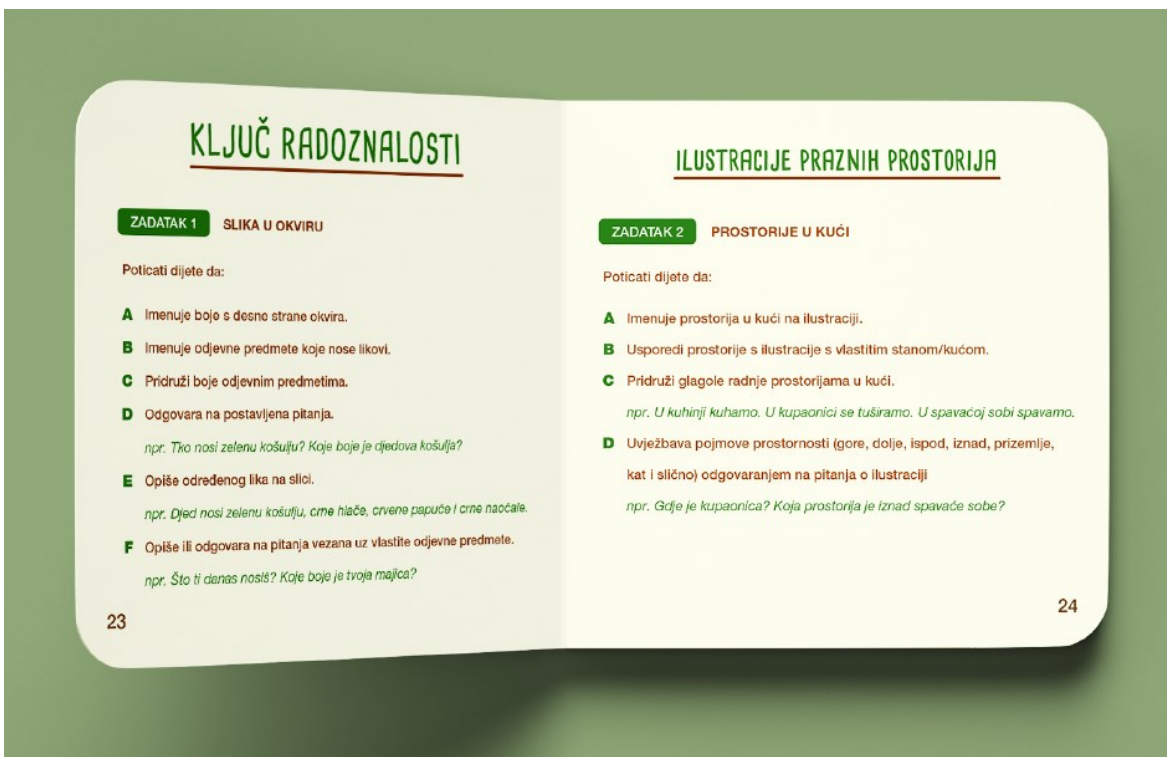 KLJUČ RADOZNALOSTI
ZADATAK 1 SLIKA U OKVIRU
Poticati dijete da:
A Imenuje boje s desne strane okvira.
B Imenuje odjevne predmete koje nose likovi.
C Pridruži boje odjevnim predmetima.
D Odgovara na postavljena pitanja.
npr. Tko nosi zelenu košulju? Koje boje je djedova košulja?
E Opiše određenog lika na slici.
npr. Djed nosi zelenu košulju, crne hlače, crvene papuče i crne naočale.
F Opiše ili odgovara na pitanja vezana uz vlastite odjevne predmete.
npr. Što ti danas nosiš? Koje boje je tvoja majica?
23
ILUSTRACIJE PRAZNIH PROSTORIJA
ZADATAK 2 PROSTORIJE U KUĆI
Poticati dijete da:
A Imenuje prostorija u kući na ilustraciji.
B Usporedi prostorije s ilustracije s vlastitim stanom/kućom.
C Pridruži glagole radnje prostorijama u kući.
npr. U kuhinji kuhamo. U kupaonici se tuširamo. U spavaćoj sobi spavamo.
D Uvježbava pojmove prostornosti (gore, dolje, ispod, iznad, prizemlje,
kat i slično) odgovaranjem na pitanja o ilustraciji
npr. Gdje je kupaonica? Koja prostorija je iznad spavaće sobe?
24